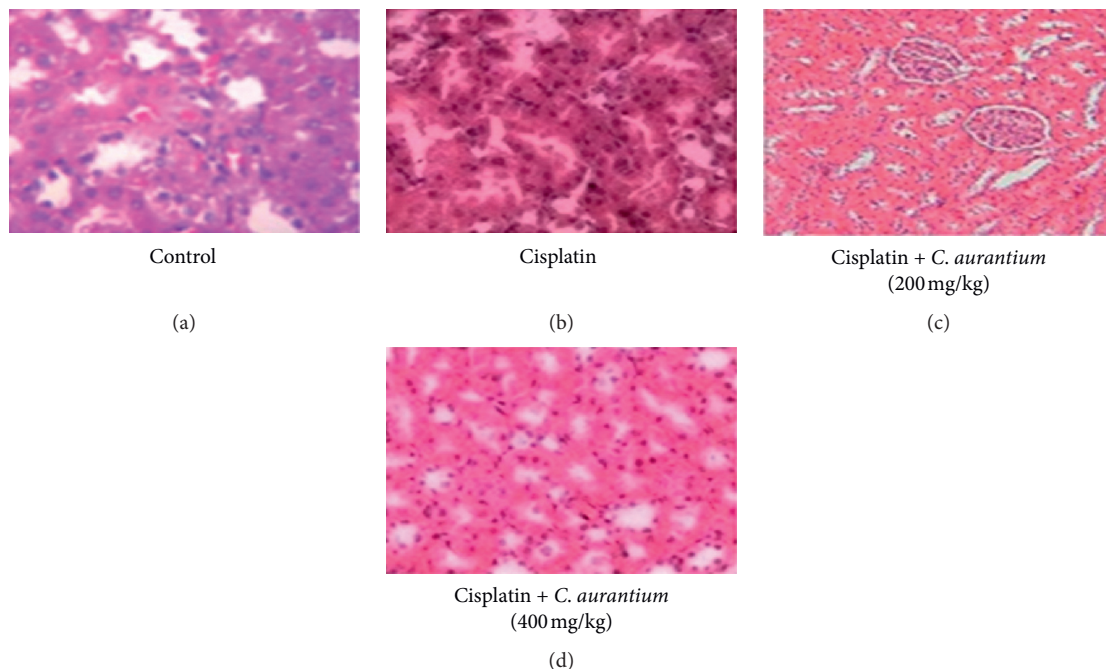 Control
(a)
Cisplatin
(b)
Cisplatin + C. aurantium
(200 mg/kg)
(c)
Cisplatin + C. aurantium
(400 mg/kg)
(d)